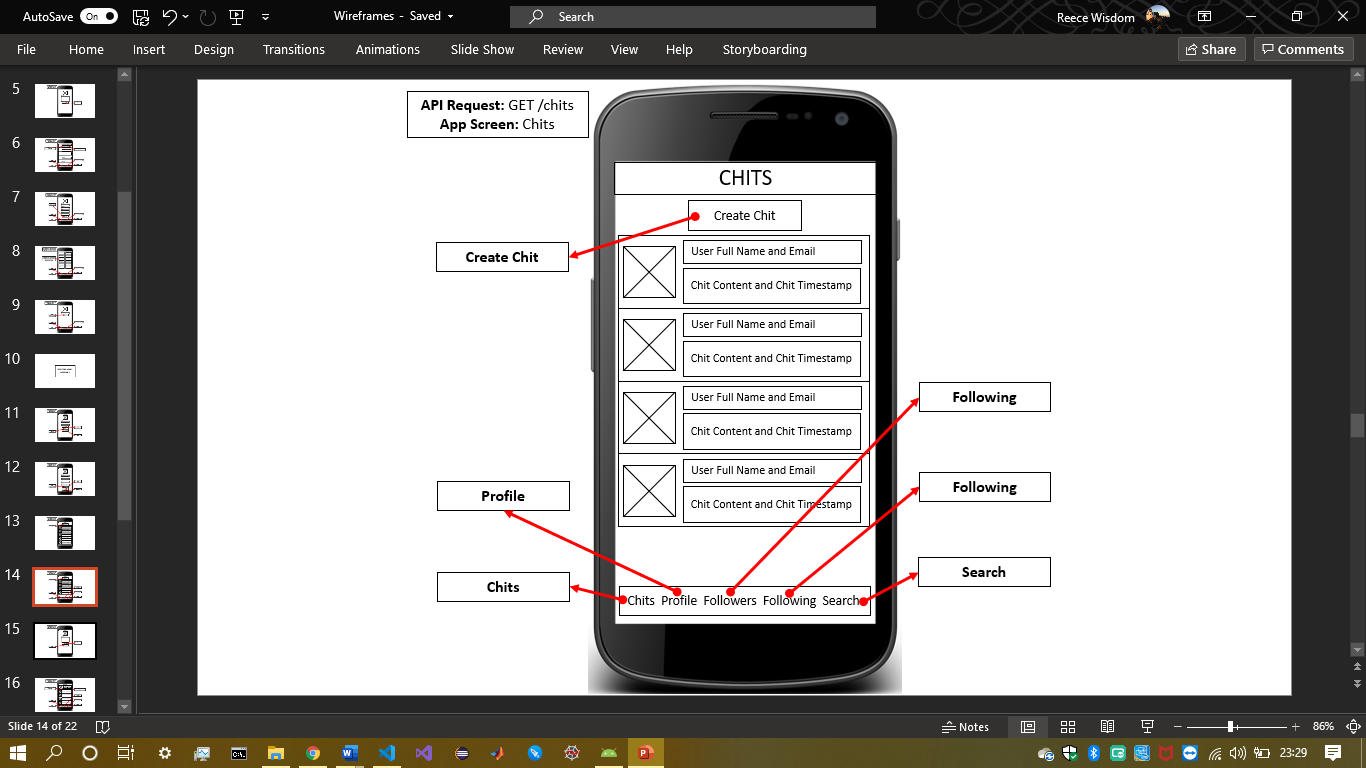 AutoSave On Wireframes - Saved Search Reece Wisdom
File Home Insert Design Transitions Animations Slide Show Review View Help Storyboarding Share Comments
5
6
7
8
9
10
11
12
13
14
15
16
API Request: GET /chits
App Screen: Chits
CHITS
Create Chit
Create Chit
User Full Name and Email
Chit Content and Chit Timestamp
User Full Name and Email
Chit Content and Chit Timestamp
User Full Name and Email
Chit Content and Chit Timestamp
User Full Name and Email
Chit Content and Chit Timestamp
Following
Profile
Following
Chits
Search
Chits Profile Followers Following Search
Slide 14 of 22 Notes 86%
23:29